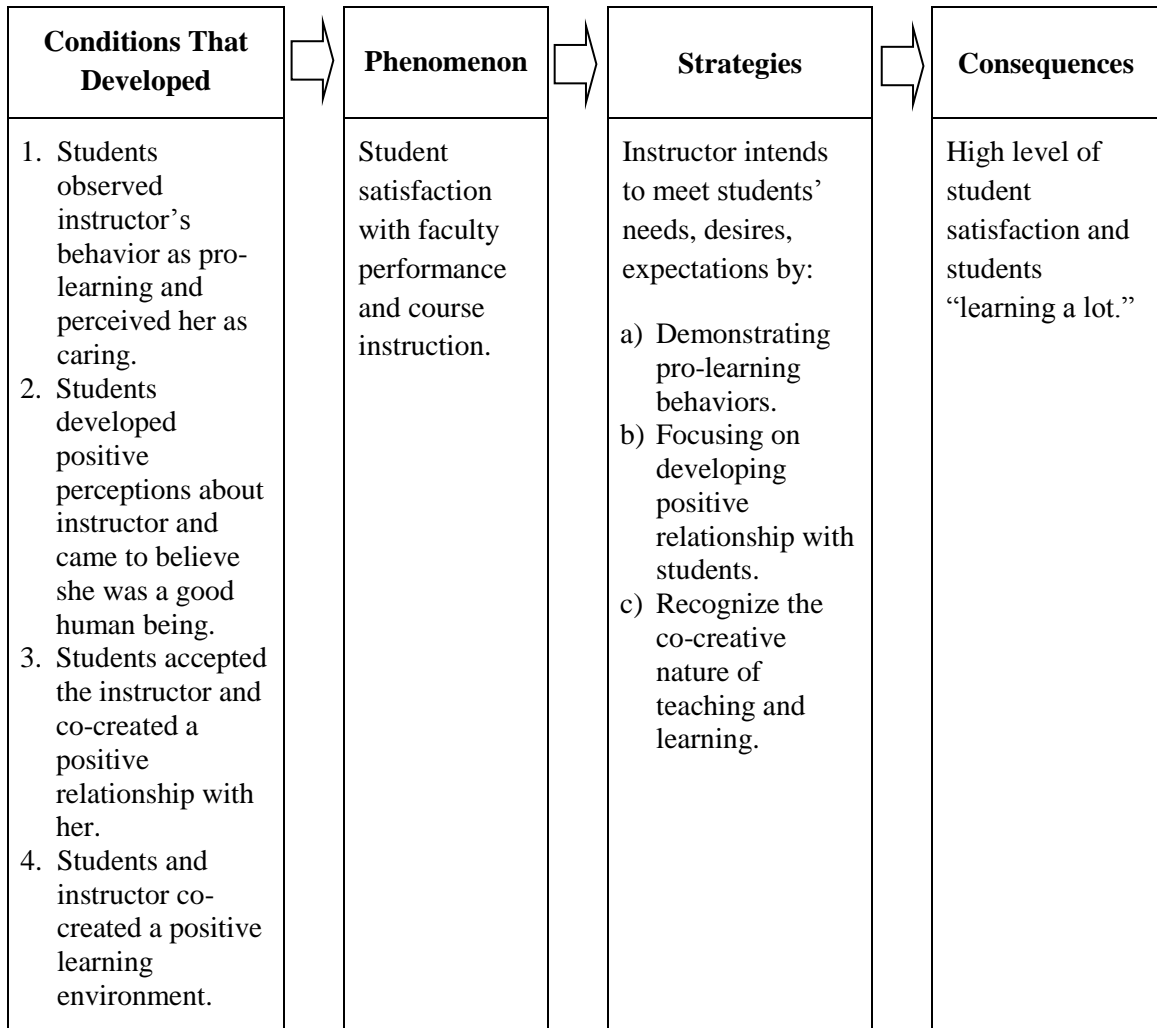 Conditions That
Developed
Phenomenon
Strategies
Consequences
1. Students
observed
instructor’s
behavior as pro-
learning and
perceived her as
caring.
2. Students
developed
positive
perceptions about
instructor and
came to believe
she was a good
human being.
3. Students accepted
the instructor and
co-created a
positive
relationship with
her.
4. Students and
instructor co-
created a positive
learning
environment.
Student
satisfaction
with faculty
performance
and course
instruction.
Instructor intends
to meet students’
needs, desires,
expectations by:
a) Demonstrating
pro-learning
behaviors.
b) Focusing on
developing
positive
relationship with
students.
c) Recognize the
co-creative
nature of
teaching and
learning.
High level of
student
satisfaction and
students
“learning a lot.”